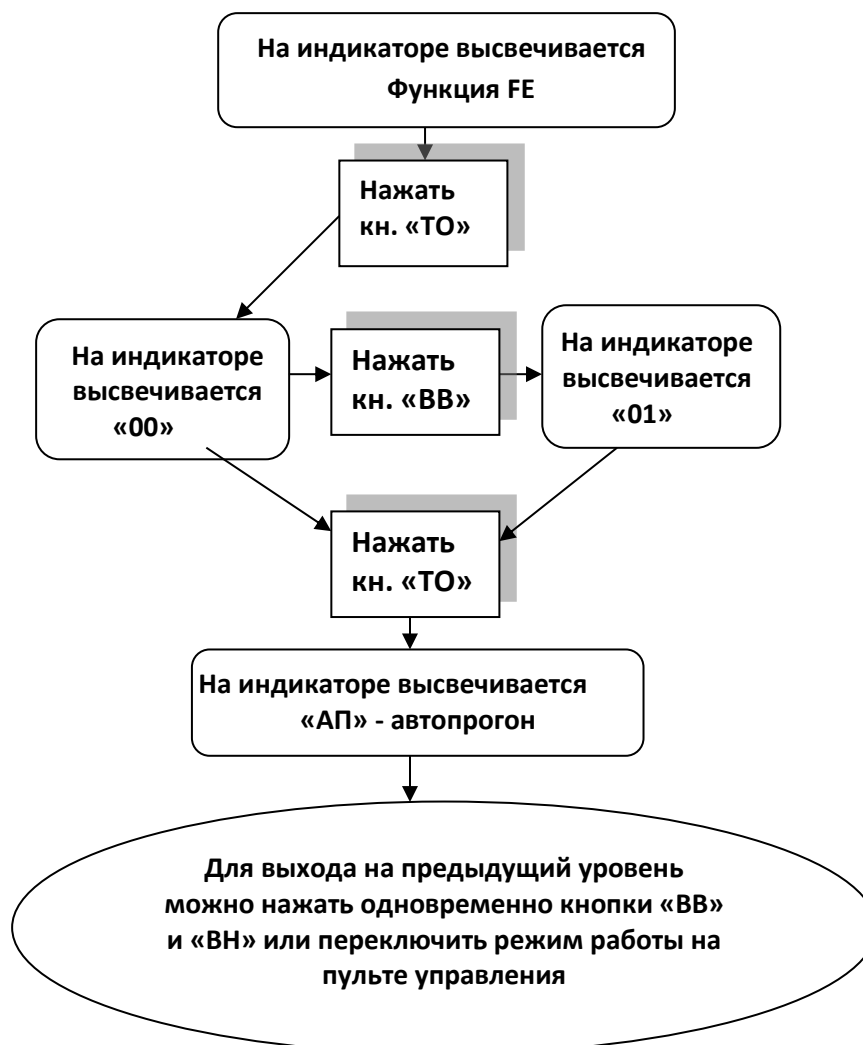 На индикаторе высвечивается
Функция FE
Нажать
кн. «ТО»
На индикаторе
высвечивается
«00»
Нажать
кн. «ВВ»
На индикаторе
высвечивается
«01»
Нажать
кн. «ТО»
На индикаторе высвечивается
«АП» - автопрогон
Для выхода на предыдущий уровень
можно нажать одновременно кнопки «ВВ»
и «ВН» или переключить режим работы на
пульте управления